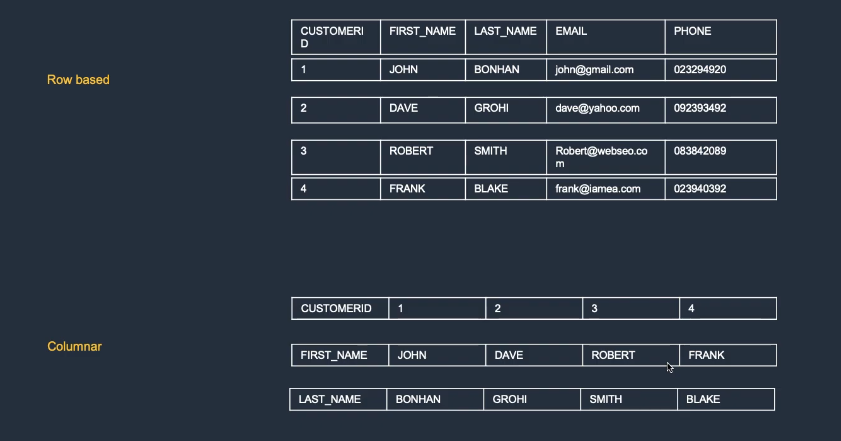 CUSTOMERI
D FIRST_NAME LAST_NAME EMAIL PHONE
Row based
1 JOHN BONHAN john@gmail.com 023294920
2 DAVE GROHI dave@yahoo.com 092393492
3 ROBERT SMITH Robert@webseo.co
m 083842089
4 FRANK BLAKE frank@iamea.com 023940392
Columnar
CUSTOMERID 1 2 3 4
FIRST_NAME JOHN DAVE ROBERT FRANK
LAST_NAME BONHAN GROHI SMITH BLAKE